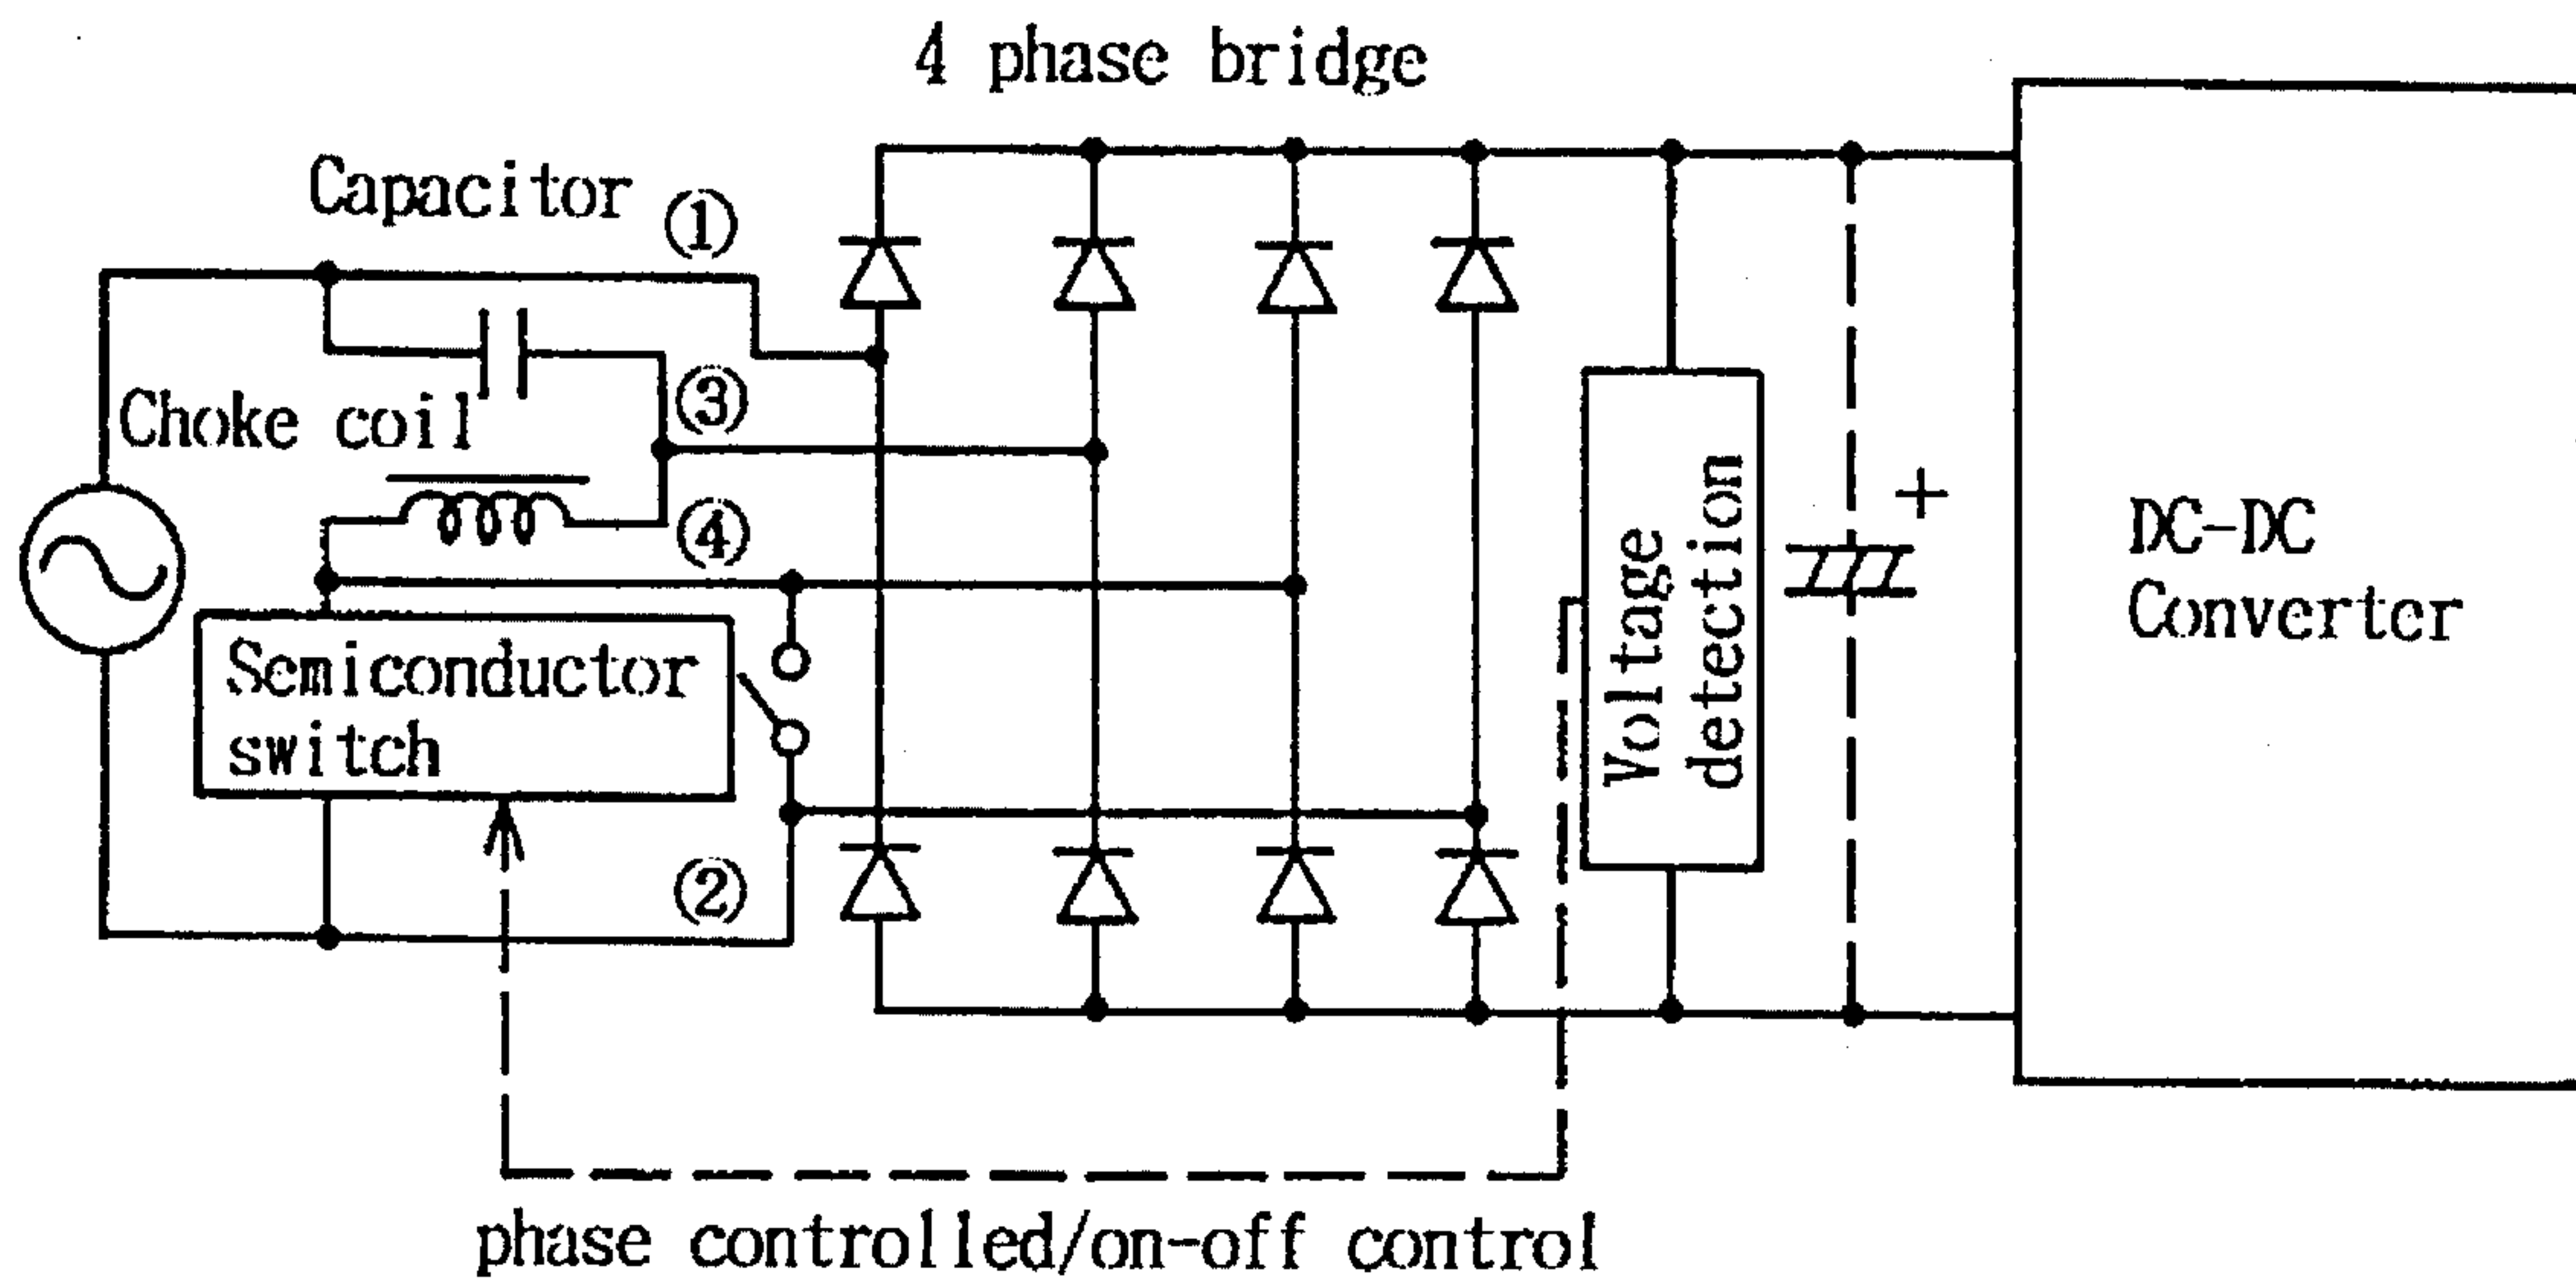 4 phase bridge
Capacitor
①
Choke coil
③
④
Semiconductor
switch
②
Voltage
detection
+
DC-DC
Converter
phase controlled/on-off control